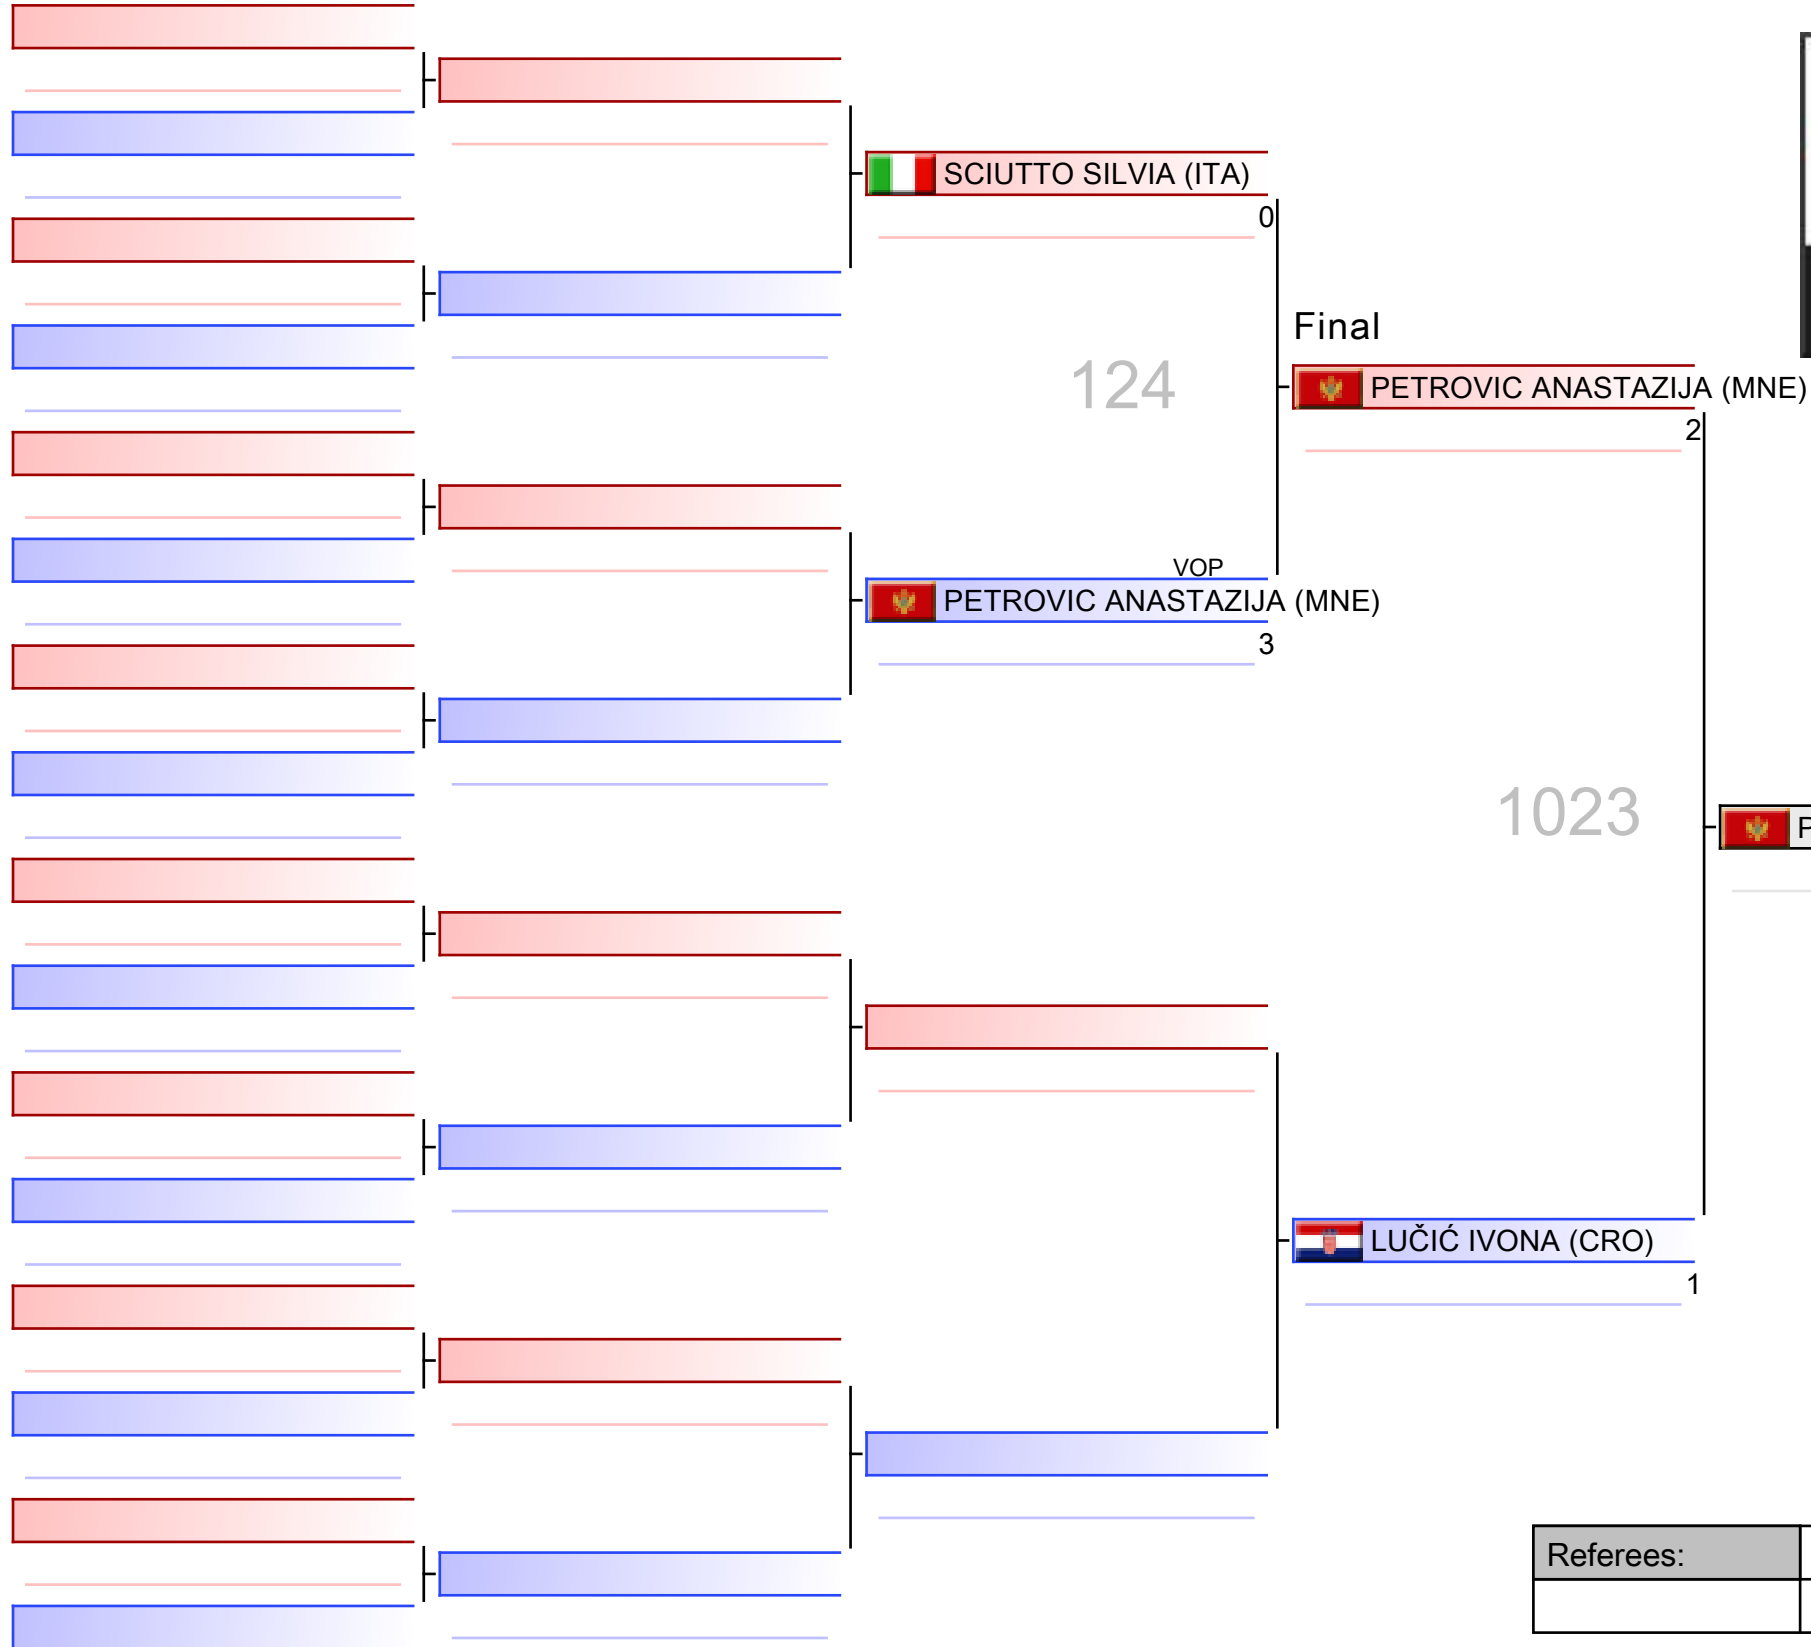 SCIUTTO SILVIA (ITA)
0
Final
124
PETROVIC ANASTAZIJA (MNE)
2
VOP
PETROVIC ANASTAZIJA (MNE)
3
1023
LUČIĆ IVONA (CRO)
1
Referees: